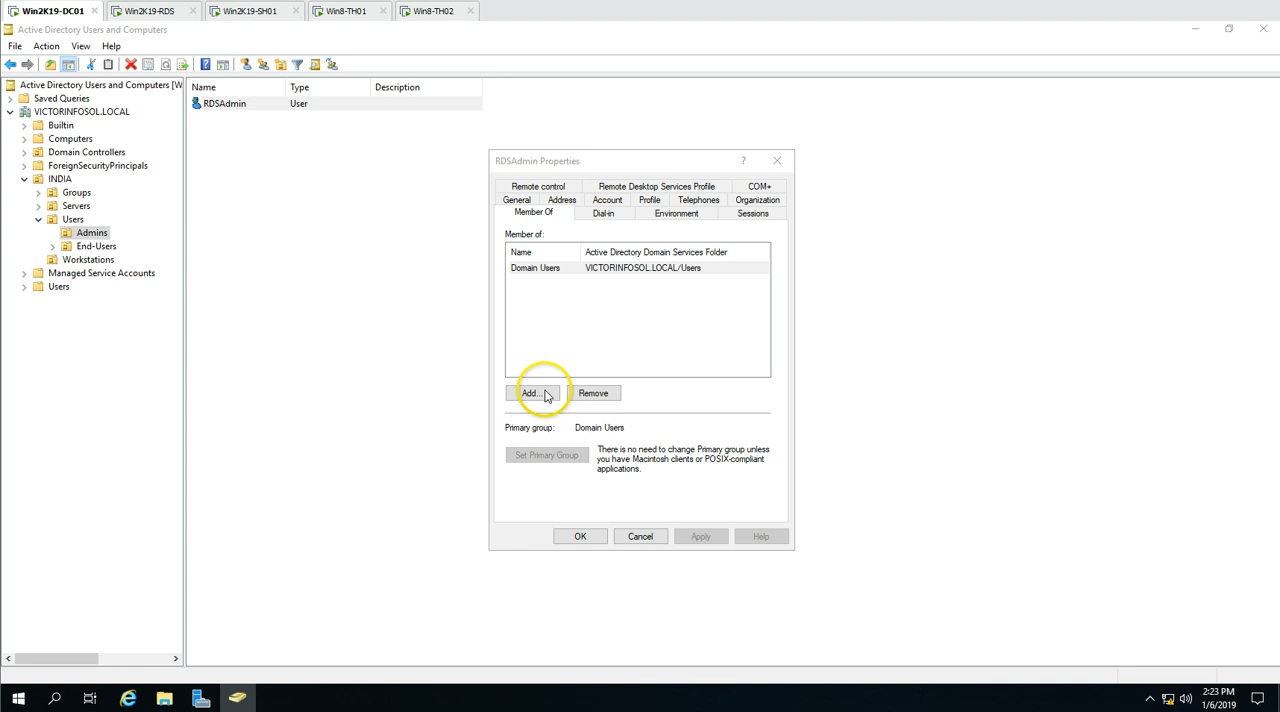 Win2K19-DC01
Win2K19-RDS
Win2K19-SH01
Win8-TH01
Win8-TH02
Active Directory Users and Computers
File Action View Help
Active Directory Users and Computers [W
Saved Queries
VICTORINFOSOL.LOCAL
Builtin
Computers
Domain Controllers
ForeignSecurityPrincipals
INDIA
Groups
Servers
Users
Admins
End-Users
Workstations
Managed Service Accounts
Users
Name Type Description
RDSAdmin User
RDSAdmin Properties
Remote control Remote Desktop Services Profile COM+
General Address Account Profile Telephones Organization
Member Of Dial-in Environment Sessions
Member of:
Name Active Directory Domain Services Folder
Domain Users VICTORINFOSOL.LOCAL/Users
Add... Remove
Primary group: Domain Users
Set Primary Group
There is no need to change Primary group unless
you have Macintosh clients or POSIX-compliant
applications.
OK Cancel Apply Help
2:23 PM
1/6/2019